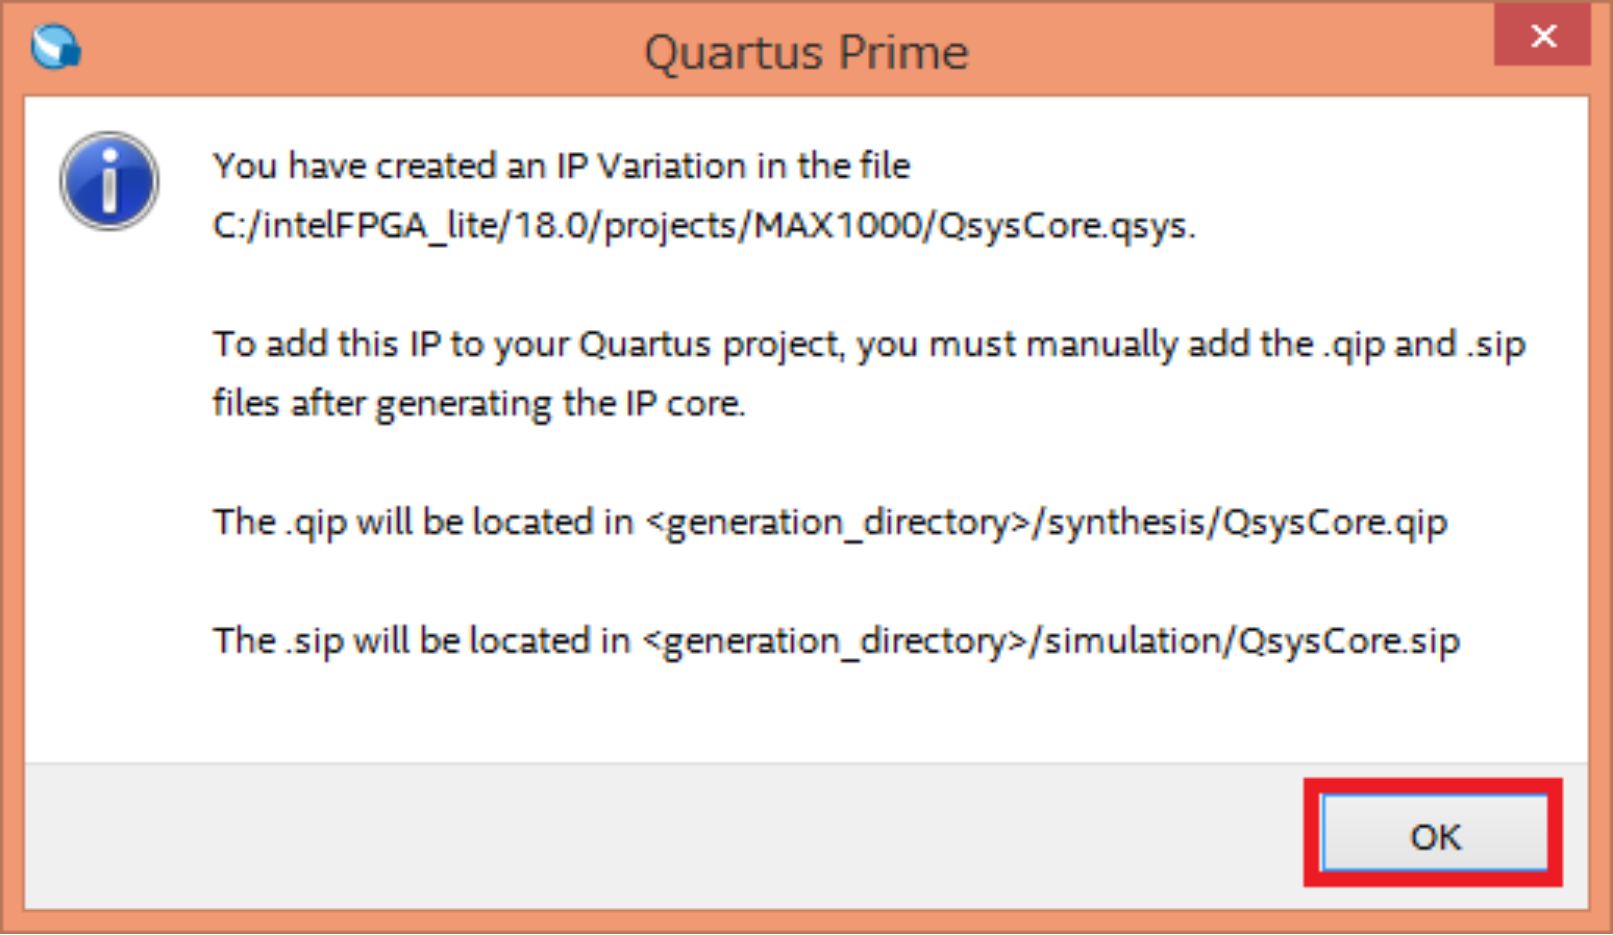 Quartus Prime
You have created an IP Variation in the file
C:/intelFPGA_lite/18.0/projects/MAX1000/QsysCore.qsys.
To add this IP to your Quartus project, you must manually add the .qip and .sip
files after generating the IP core.
The .qip will be located in <generation_directory>/synthesis/QsysCore.qip
The .sip will be located in <generation_directory>/simulation/QsysCore.sip
OK